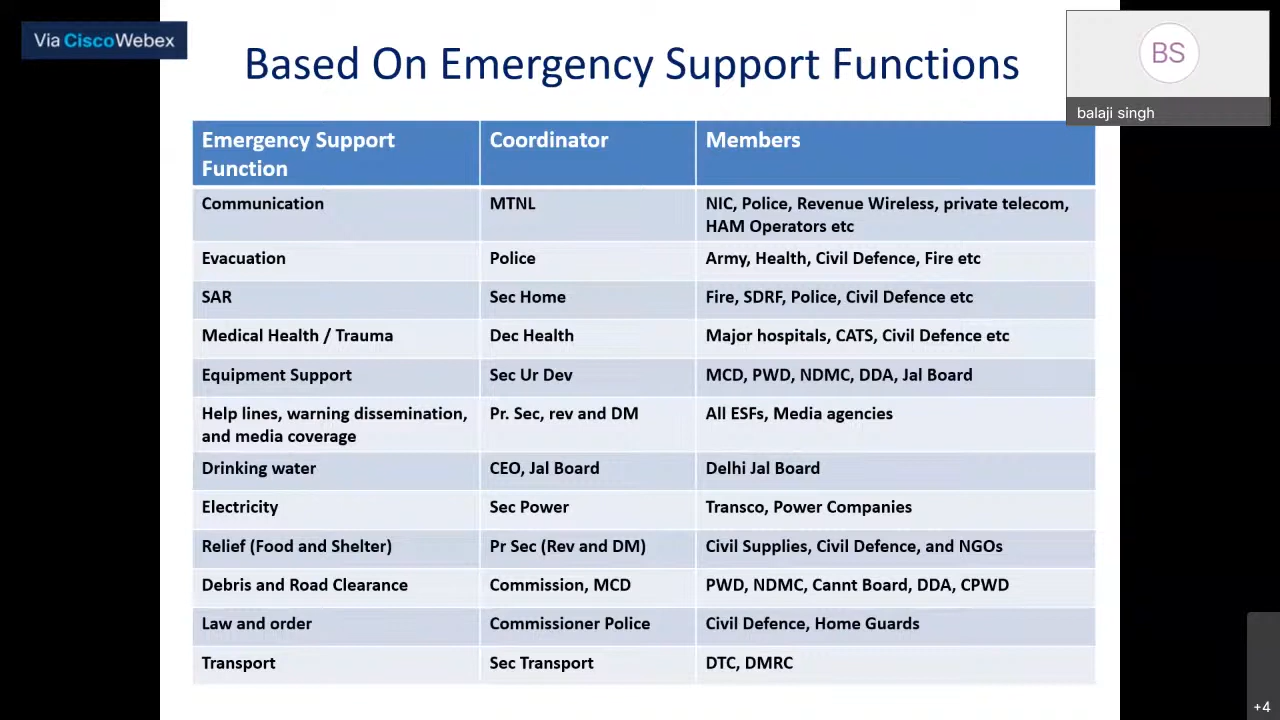 Via CiscoWebex
Based On Emergency Support Functions
BS
balaji singh
Emergency Support
Function
Coordinator
Members
Communication
MTNL
NIC, Police, Revenue Wireless, private telecom,
HAM Operators etc
Evacuation
Police
Army, Health, Civil Defence, Fire etc
SAR
Sec Home
Fire, SDRF, Police, Civil Defence etc
Medical Health / Trauma
Dec Health
Major hospitals, CATS, Civil Defence etc
Equipment Support
Sec Ur Dev
MCD, PWD, NDMC, DDA, Jal Board
Help lines, warning dissemination,
and media coverage
Pr. Sec, rev and DM
All ESFs, Media agencies
Drinking water
CEO, Jal Board
Delhi Jal Board
Electricity
Sec Power
Transco, Power Companies
Relief (Food and Shelter)
Pr Sec (Rev and DM)
Civil Supplies, Civil Defence, and NGOs
Debris and Road Clearance
Commission, MCD
PWD, NDMC, Cannt Board, DDA, CPWD
Law and order
Commissioner Police
Civil Defence, Home Guards
Transport
Sec Transport
DTC, DMRC
+4